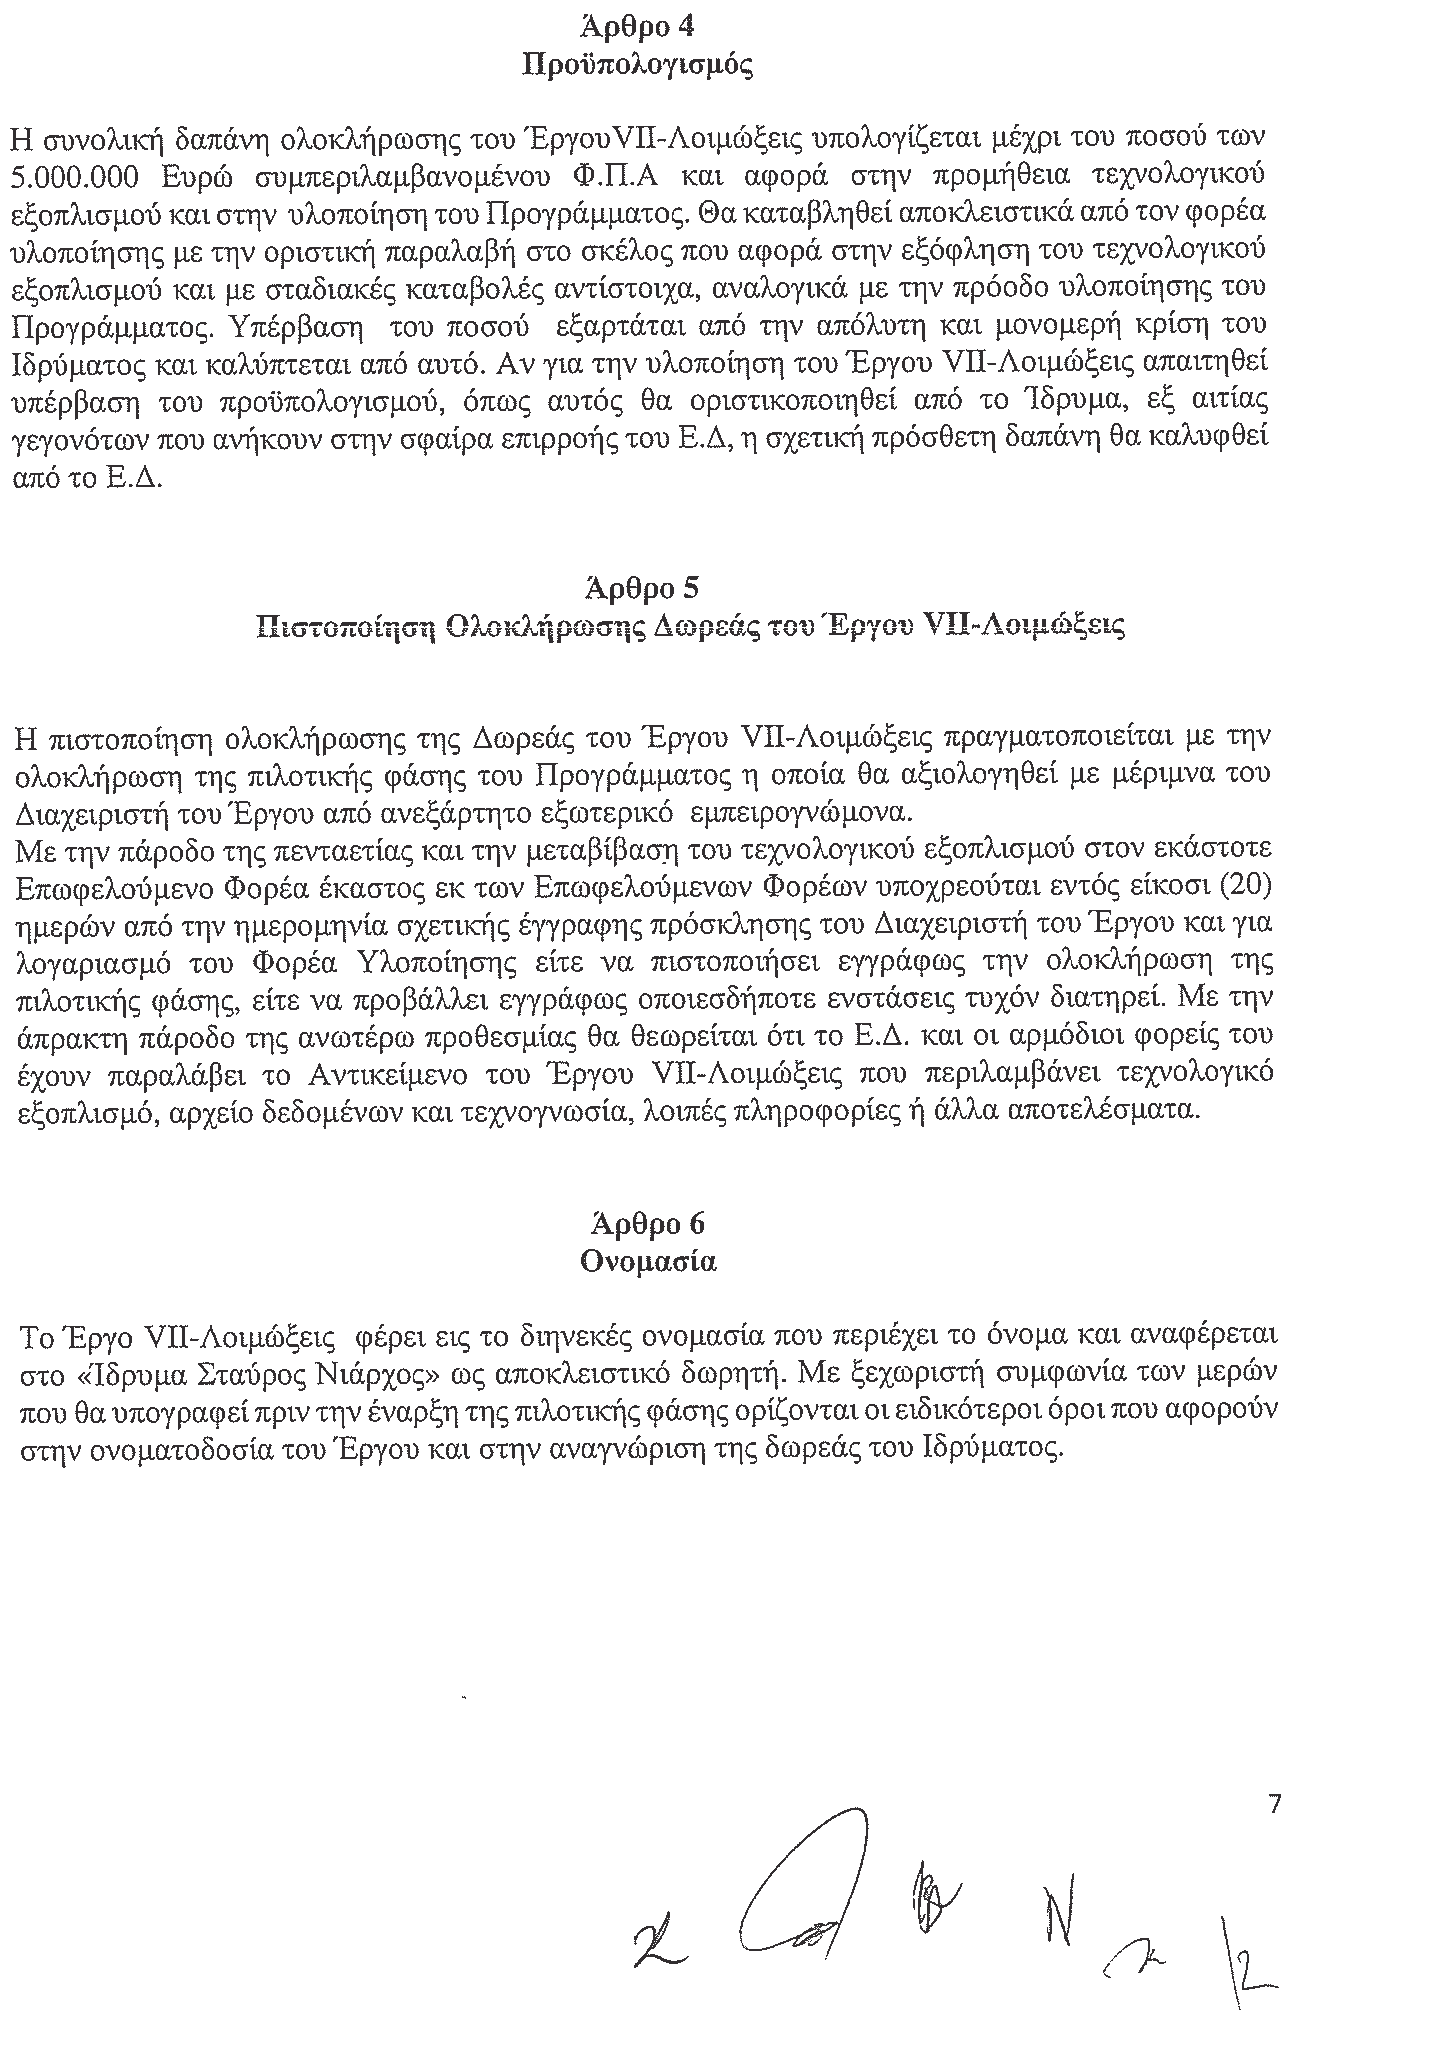 Άρθρο 4
Προϋπολογισμός
Η συνολική δαπάνη ολοκλήρωσης του ΈργουVII-Λοιμώξεις υπολογίζεται μέχρι του ποσού των
5.000.000 Ευρώ συμπεριλαμβανομένου Φ.Π.Α και αφορά στην προμήθεια τεχνολογικού
εξοπλισμού και στην υλοποίηση του Προγράμματος. Θα καταβληθεί αποκλειστικά από τον φορέα
υλοποίησης με την οριστική παραλαβή στο σκέλος που αφορά στην εξόφληση του τεχνολογικού
εξοπλισμού και με σταδιακές καταβολές αντίστοιχα, αναλογικά με την πρόοδο υλοποίησης του
Προγράμματος. Υπέρβαση του ποσού εξαρτάται από την απόλυτη και μονομερή κρίση του
Ιδρύματος και καλύπτεται από αυτό. Αν για την υλοποίηση του Έργου VII-Λοιμώξεις απαιτηθεί
υπέρβαση του προϋπολογισμού, όπως αυτός θα οριστικοποιηθεί από το Ίδρυμα, εξ αιτίας
γεγονότων που ανήκουν στην σφαίρα επιρροής του Ε.Δ, η σχετική πρόσθετη δαπάνη θα καλυφθεί
από το Ε.Δ.
Άρθρο 5
Πιστοποίηση Ολοκλήρωσης Δωρεάς του Έργου VII-Λοιμώξεις
Η πιστοποίηση ολοκλήρωσης της Δωρεάς του Έργου VII-Λοιμώξεις πραγματοποιείται με την
ολοκλήρωση της πιλοτικής φάσης του Προγράμματος η οποία θα αξιολογηθεί με μέριμνα του
Διαχειριστή του Έργου από ανεξάρτητο εξωτερικό εμπειρογνώμονα.
Με την πάροδο της πενταετίας και την μεταβίβαση του τεχνολογικού εξοπλισμού στον εκάστοτε
Επωφελούμενο Φορέα έκαστος εκ των Επωφελούμενων Φορέων υποχρεούται εντός είκοσι (20)
ημερών από την ημερομηνία σχετικής έγγραφης πρόσκλησης του Διαχειριστή του Έργου και για
λογαριασμό του Φορέα Υλοποίησης είτε να πιστοποιήσει εγγράφως την ολοκλήρωση της
πιλοτικής φάσης, είτε να προβάλλει εγγράφως οποιεσδήποτε ενστάσεις τυχόν διατηρεί. Με την
άπρακτη πάροδο της ανωτέρω προθεσμίας θα θεωρείται ότι το Ε.Δ. και οι αρμόδιοι φορείς του
έχουν παραλάβει το Αντικείμενο του Έργου VII-Λοιμώξεις που περιλαμβάνει τεχνολογικό
εξοπλισμό, αρχείο δεδομένων και τεχνογνωσία, λοιπές πληροφορίες ή άλλα αποτελέσματα.
Άρθρο 6
Ονομασία
Το Έργο VII-Λοιμώξεις φέρει εις το διηνεκές ονομασία που περιέχει το όνομα και αναφέρεται
στο «Ίδρυμα Σταύρος Νιάρχος» ως αποκλειστικό δωρητή. Με ξεχωριστή συμφωνία των μερών
που θα υπογραφεί πριν την έναρξη της πιλοτικής φάσης ορίζονται οι ειδικότεροι όροι που αφορούν
στην ονοματοδοσία του Έργου και στην αναγνώριση της δωρεάς του Ιδρύματος.
7